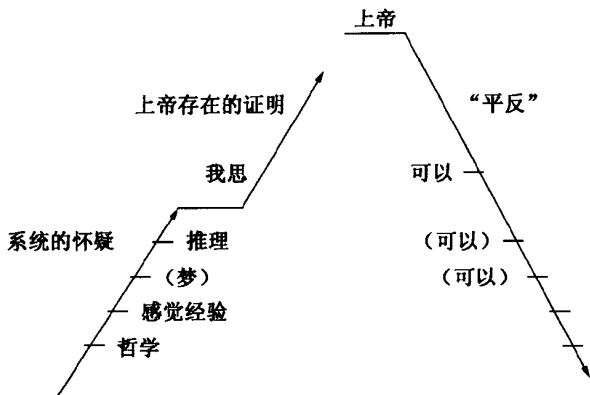 上帝
上帝存在的证明
“平反”
我思
可以
系统的怀疑
推理
（可以）
（梦）
（可以）
感觉经验
哲学